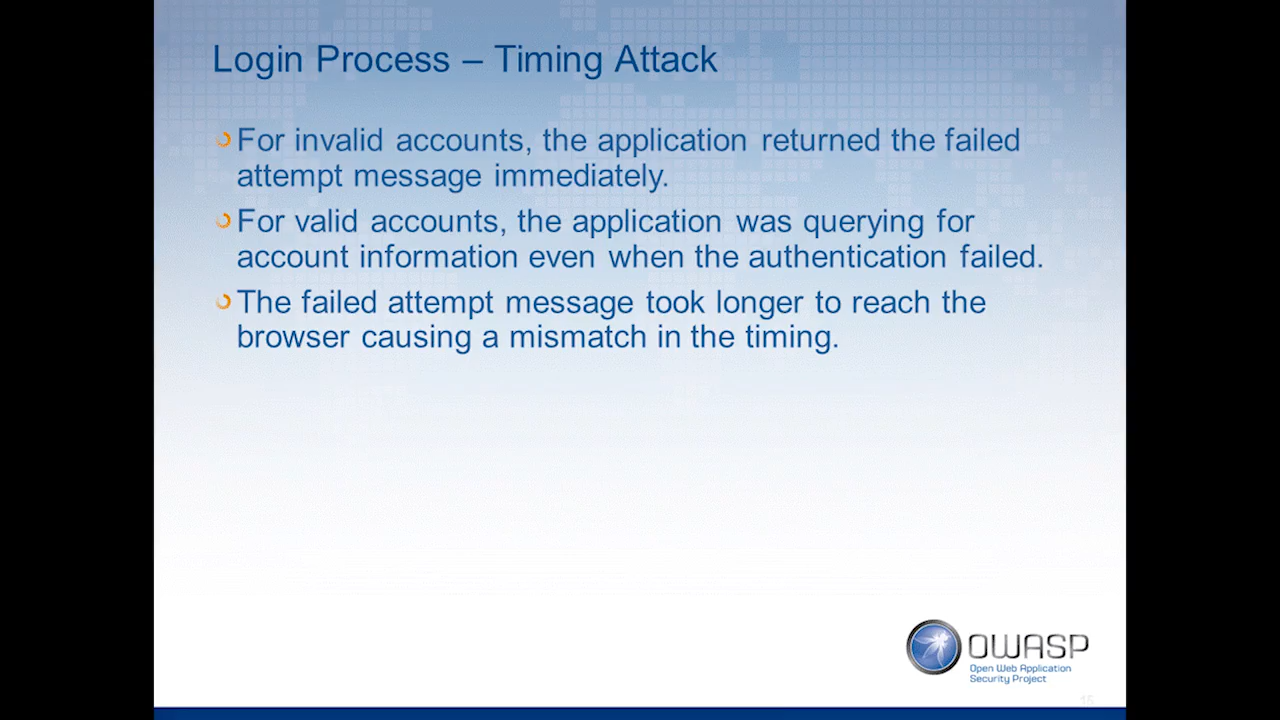 Login Process – Timing Attack
For invalid accounts, the application returned the failed
attempt message immediately.
For valid accounts, the application was querying for
account information even when the authentication failed.
The failed attempt message took longer to reach the
browser causing a mismatch in the timing.
OWASP
Open Web Application
Security Project
15